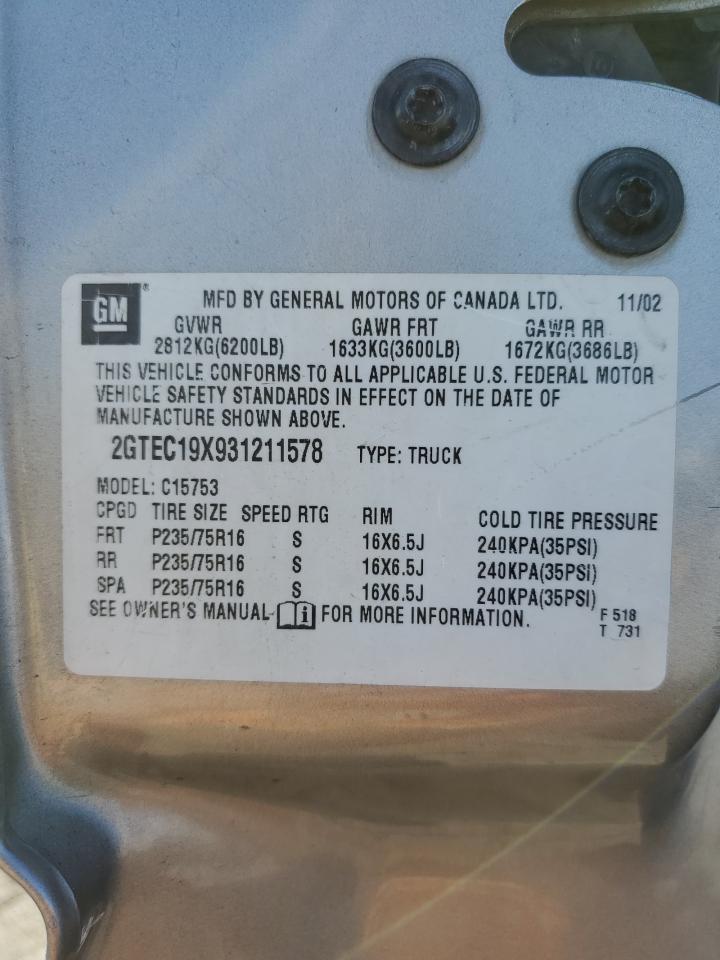 GM ® MFD BY GENERAL MOTORS OF CANADA LTD. 11/02
GVWR GAWR FRT GAWR RR
2812KG(6200LB) 1633KG(3600LB) 1672KG(3686LB)
THIS VEHICLE CONFORMS TO ALL APPLICABLE U.S. FEDERAL MOTOR
VEHICLE SAFETY STANDARDS IN EFFECT ON THE DATE OF
MANUFACTURE SHOWN ABOVE.
2GTEC19X931211578 TYPE: TRUCK
MODEL: C15753
CPGD TIRE SIZE SPEED RTG RIM COLD TIRE PRESSURE
FRT P235/75R16 S 16X6.5J 240KPA(35PSI)
RR P235/75R16 S 16X6.5J 240KPA(35PSI)
SPA P235/75R16 S 16X6.5J 240KPA(35PSI)
SEE OWNER'S MANUAL i FOR MORE INFORMATION.
F 518
T 731